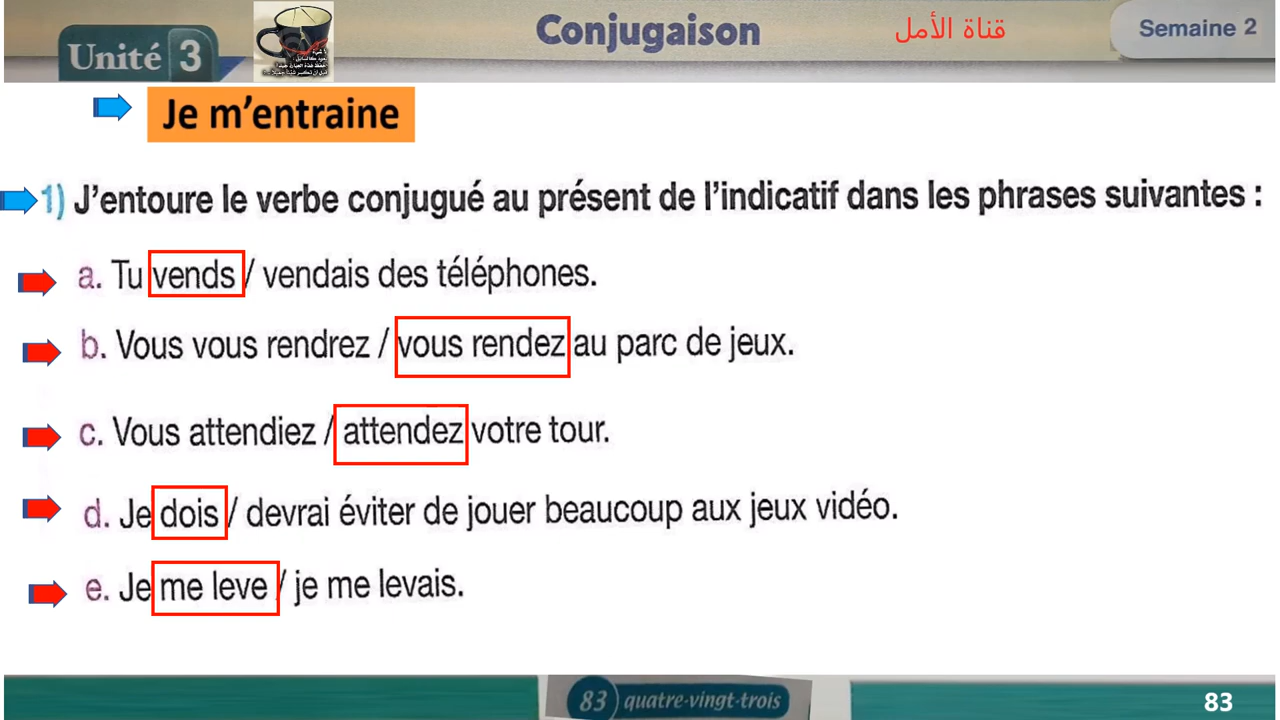 Unité 3
Conjugaison
قناة الأمل
Semaine 2
Je m’entraine
1) J’entoure le verbe conjugué au présent de l’indicatif dans les phrases suivantes :
a. Tu vends / vendais des téléphones.
b. Vous vous rendrez / vous rendez au parc de jeux.
c. Vous attendiez / attendez votre tour.
d. Je dois / devrai éviter de jouer beaucoup aux jeux vidéo.
e. Je me leve / je me levais.
83 quatre-vingt-trois
83